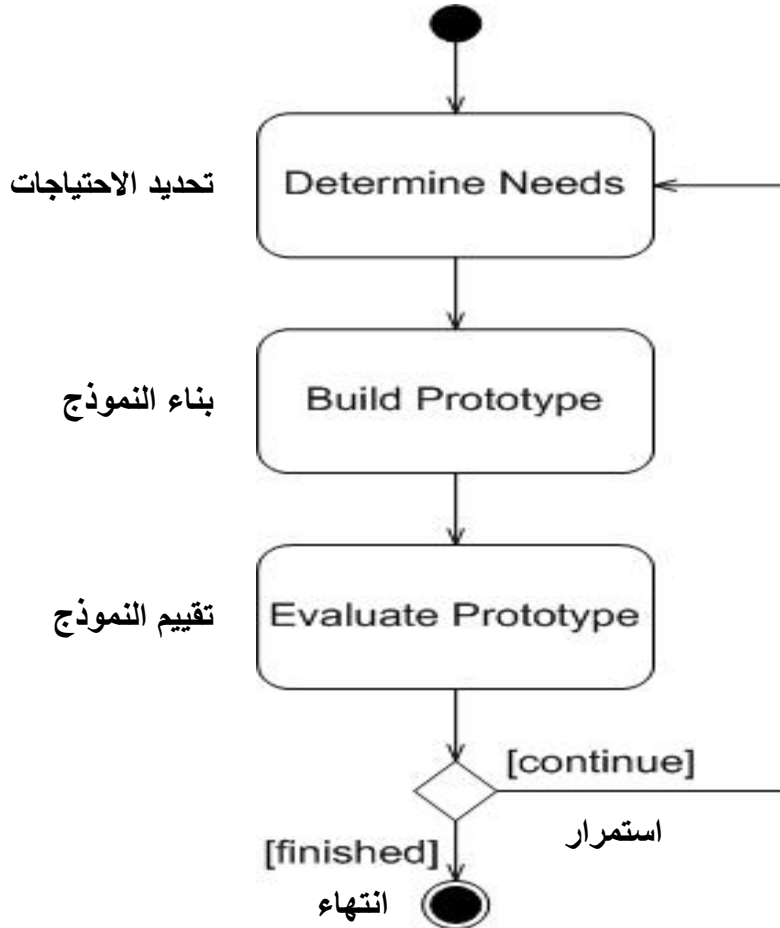 تحديد الاحتياجات
Determine Needs
بناء النموذج
Build Prototype
تقييم النموذج
Evaluate Prototype
[continue]
استمرار
[finished]
انتهاء